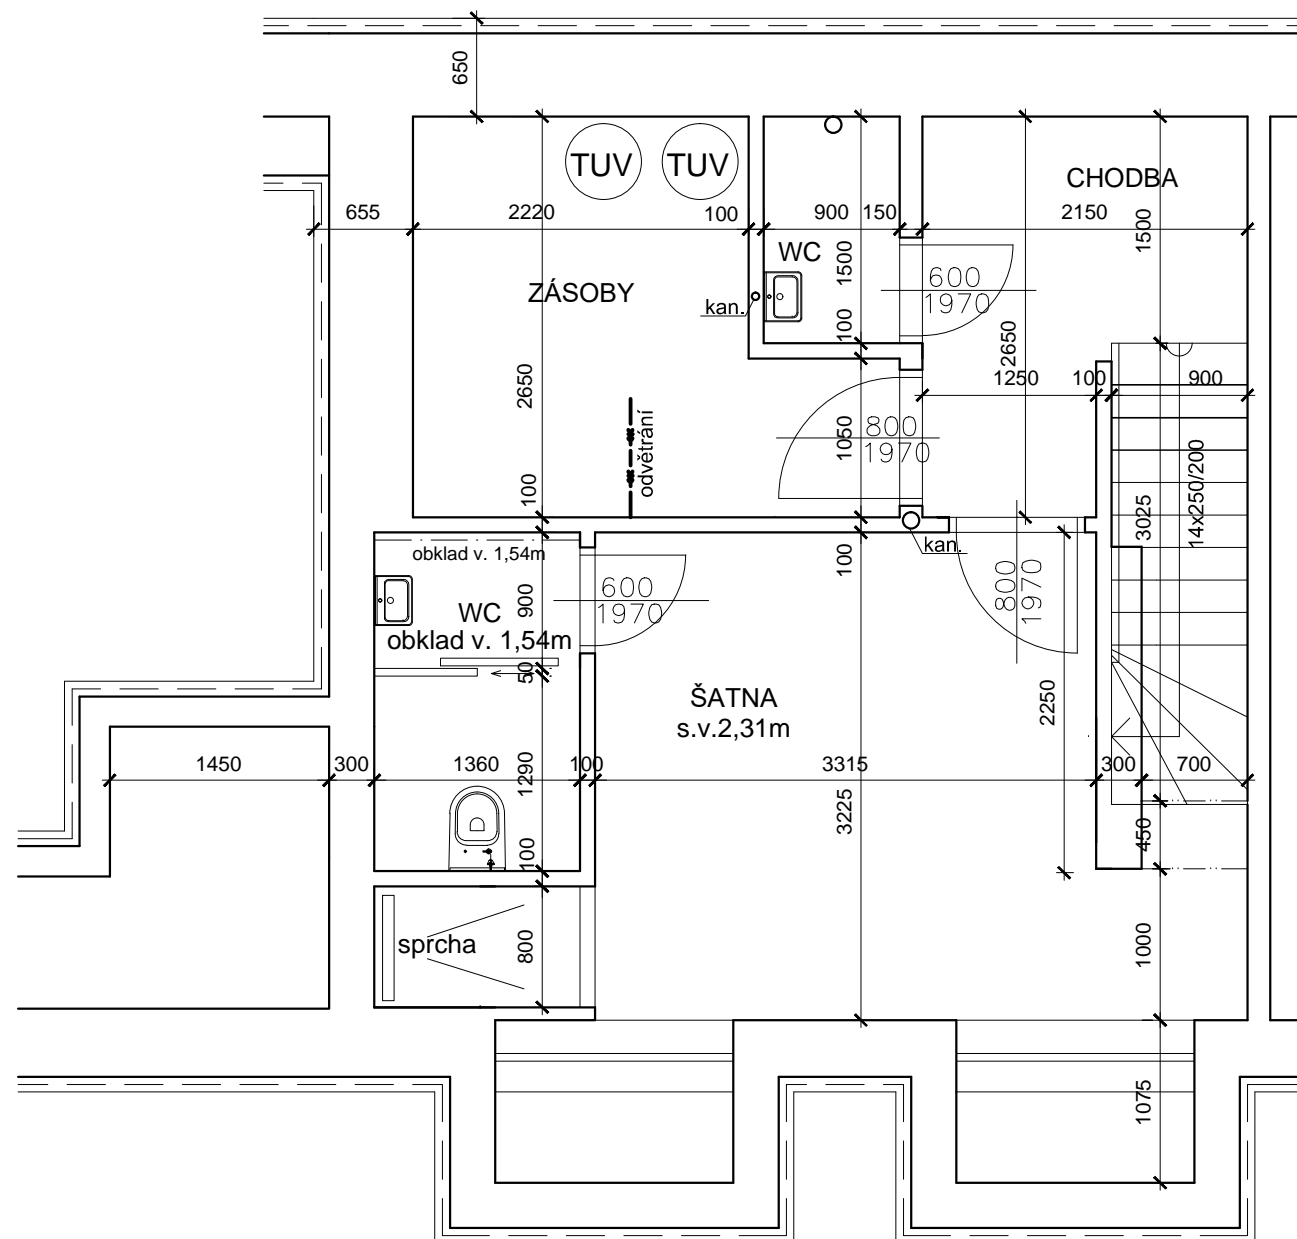 650
TUV
TUV
CHODBA
655
2220
100
900
150
2150
1500
WC
1500
600
1970
ZÁSOBY
kan.
100
2650
2650
1250
100
900
odvětrání
1050
800
1970
14x250/200
3025
100
obklad v. 1,54m
100
kan.
900
WC
600
1970
800
1970
obklad v. 1,54m
50
ŠATNA
s.v.2,31m
2250
1450
300
1360
1290
100
3315
300
700
3225
450
100
sprcha
800
1000
1075